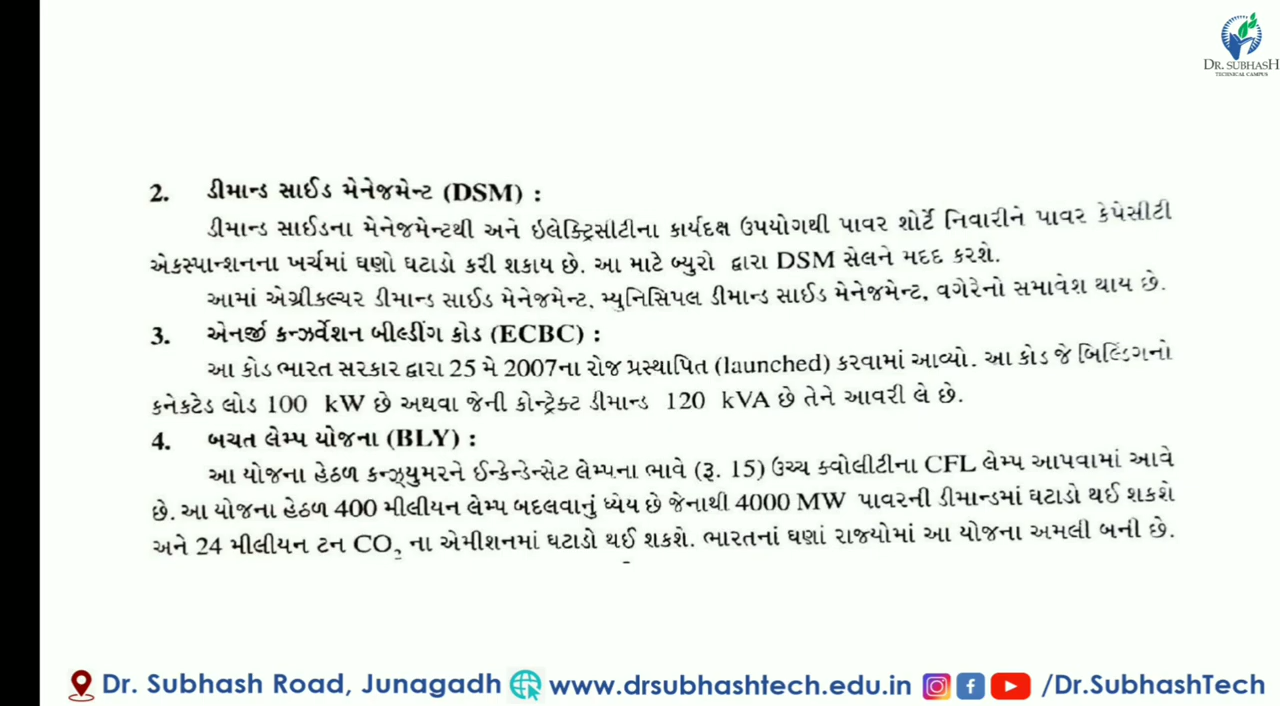 DR. SUBHASH
TECHNICAL CAMPUS
2. ડીમાન્ડ સાઈડ મેનેજમેન્ટ (DSM) :
ડીમાન્ડ સાઈડના મેનેજમેન્ટથી અને ઇલેક્ટ્રિસીટીના કાર્યદક્ષ ઉપયોગથી પાવર શોર્ટે નિવારીને પાવર કેપેસીટી
એકસ્પાન્શનના ખર્ચમાં ઘણો ઘટાડો કરી શકાય છે. આ માટે બ્યુરો દ્વારા DSM સેલને મદદ કરશે.
આમાં એગ્રીકલ્ચર ડીમાન્ડ સાઈડ મેનેજમેન્ટ, મ્યુનિસિપલ ડીમાન્ડ સાઈડ મેનેજમેન્ટ, વગેરેનો સમાવેશ થાય છે.
3. એનર્જી કન્ઝર્વેશન બીલ્ડીંગ કોડ (ECBC) :
આ કોડ ભારત સરકાર દ્વારા 25 મે 2007ના રોજ પ્રસ્થાપિત (launched) કરવામાં આવ્યો. આ કોડ જે બિલ્ડિંગનો
કનેકટેડ લોડ 100 kW છે અથવા જેની કોન્ટ્રેક્ટ ડીમાન્ડ 120 kVA છે તેને આવરી લે છે.
4. બચત લેમ્પ યોજના (BLY) :
આ યોજના હેઠળ કન્ઝ્યુમરને ઈન્કેન્ડેન્સેટ લેમ્પના ભાવે (રૂ. 15) ઉચ્ચ ક્વોલીટીના CFL લેમ્પ આપવામાં આવે
છે. આ યોજના હેઠળ 400 મીલીયન લેમ્પ બદલવાનું ધ્યેય છે જેનાથી 4000 MW પાવરની ડીમાન્ડમાં ઘટાડો થઈ શકશે
અને 24 મીલીયન ટન CO₂ ના એમીશનમાં ઘટાડો થઈ શકશે. ભારતનાં ઘણાં રાજ્યોમાં આ યોજના અમલી બની છે.
Dr. Subhash Road, Junagadh www.drsubhashtech.edu.in /Dr.SubhashTech